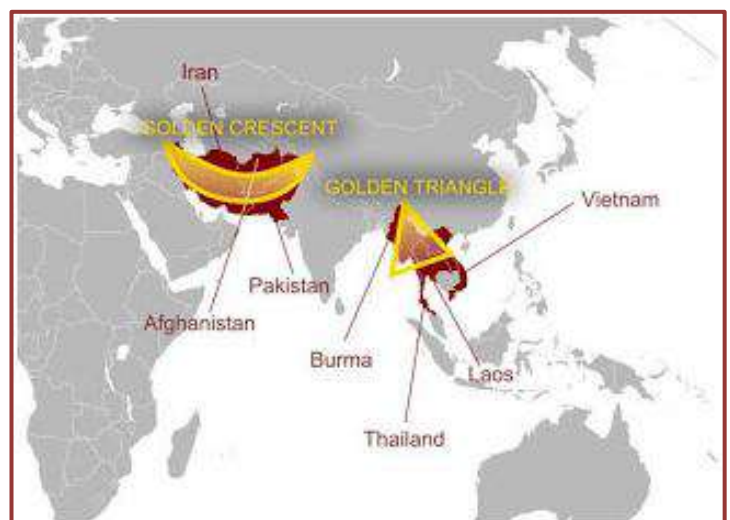 Iran
GOLDEN CRESCENT
GOLDEN TRIANGLE
Vietnam
Pakistan
Afghanistan
Burma
Laos
Thailand